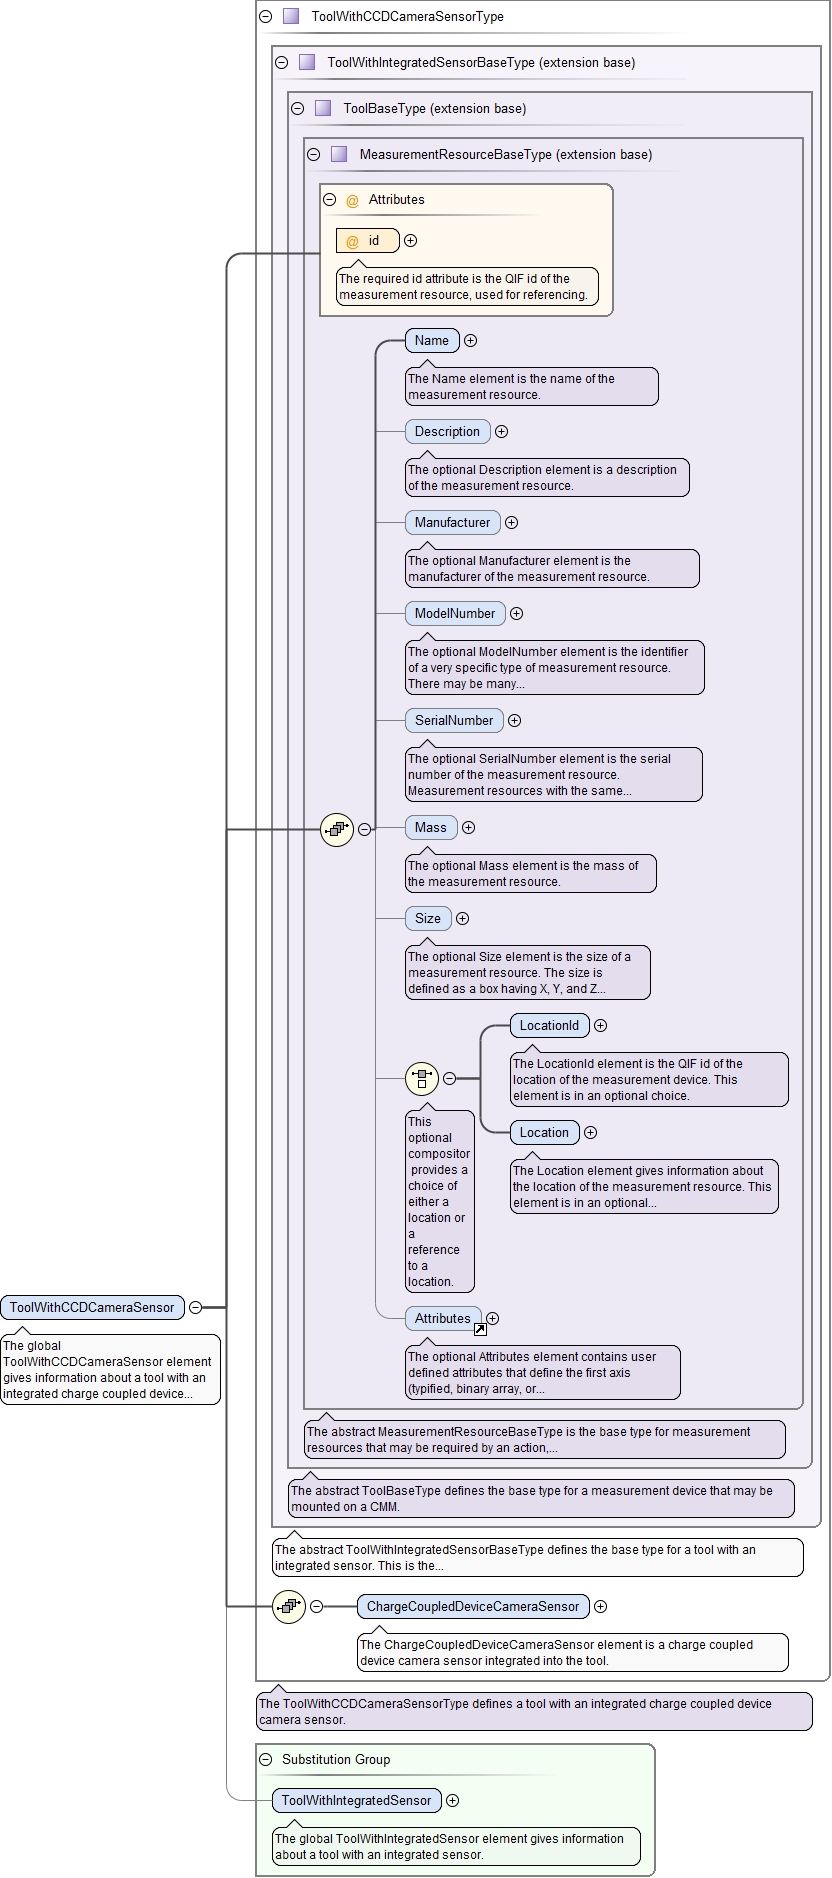 ToolWithCCDCameraSensorType
ToolWithIntegratedSensorBaseType (extension base)
ToolBaseType (extension base)
MeasurementResourceBaseType (extension base)
@ Attributes
@ id
The required id attribute is the QIF id of the
measurement resource, used for referencing.
Name
The Name element is the name of the
measurement resource.
Description
The optional Description element is a description
of the measurement resource.
Manufacturer
The optional Manufacturer element is the
manufacturer of the measurement resource.
ModelNumber
The optional ModelNumber element is the identifier
of a very specific type of measurement resource.
There may be many...
SerialNumber
The optional SerialNumber element is the serial
number of the measurement resource.
Measurement resources with the same...
Mass
The optional Mass element is the mass of
the measurement resource.
Size
The optional Size element is the size of a
measurement resource. The size is
defined as a box having X, Y, and Z...
LocationId
The LocationId element is the QIF id of the
location of the measurement device. This
element is in an optional choice.
Location
The Location element gives information about
the location of the measurement resource. This
element is in an optional...
This
optional
compositor
provides a
choice of
either a
location or
a
reference
to a
location.
Attributes
The optional Attributes element contains user
defined attributes that define the first axis
(typified, binary array, or...
ToolWithCCDCameraSensor
The global
ToolWithCCDCameraSensor element
gives information about a tool with an
integrated charge coupled device...
The abstract MeasurementResourceBaseType is the base type for measurement
resources that may be required by an action,...
The abstract ToolBaseType defines the base type for a measurement device that may be
mounted on a CMM.
The abstract ToolWithIntegratedSensorBaseType defines the base type for a tool with an
integrated sensor. This is the...
ChargeCoupledDeviceCameraSensor
The ChargeCoupledDeviceCameraSensor element is a charge coupled
device camera sensor integrated into the tool.
The ToolWithCCDCameraSensorType defines a tool with an integrated charge coupled device
camera sensor.
Substitution Group
ToolWithIntegratedSensor
The global ToolWithIntegratedSensor element gives information
about a tool with an integrated sensor.